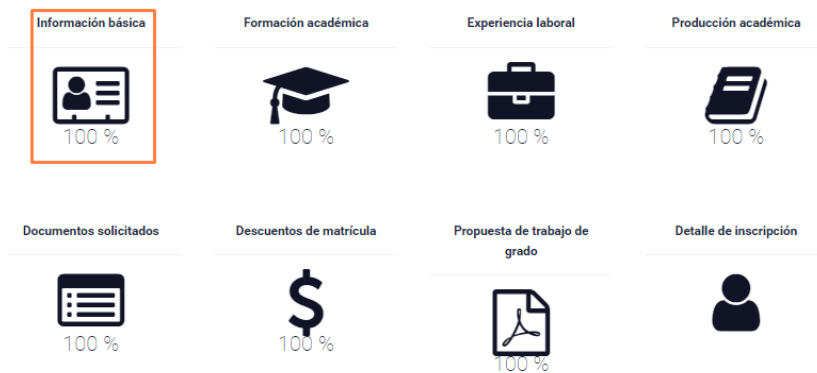 Información básica
Formación académica
Experiencia laboral
Producción académica
100 %
100 %
100 %
100 %
Documentos solicitados
Descuentos de matrícula
Propuesta de trabajo de
grado
Detalle de inscripción
100 %
100 %
100 %